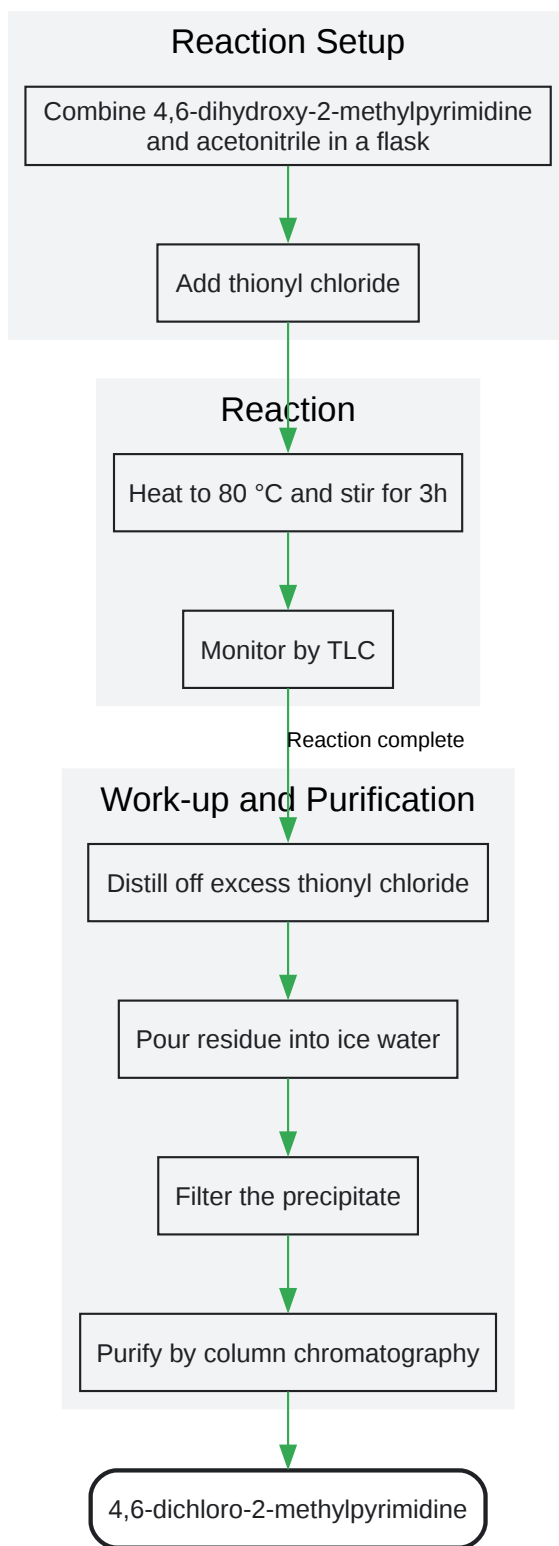 Reaction Setup
Combine 4,6-dihydroxy-2-methylpyrimidine
and acetonitrile in a flask
Add thionyl chloride
Reaction
Heat to 80 °C and stir for 3h
Monitor by TLC
Reaction complete
Work-up and Purification
Distill off excess thionyl chloride
Pour residue into ice water
Filter the precipitate
Purify by column chromatography
4,6-dichloro-2-methylpyrimidine